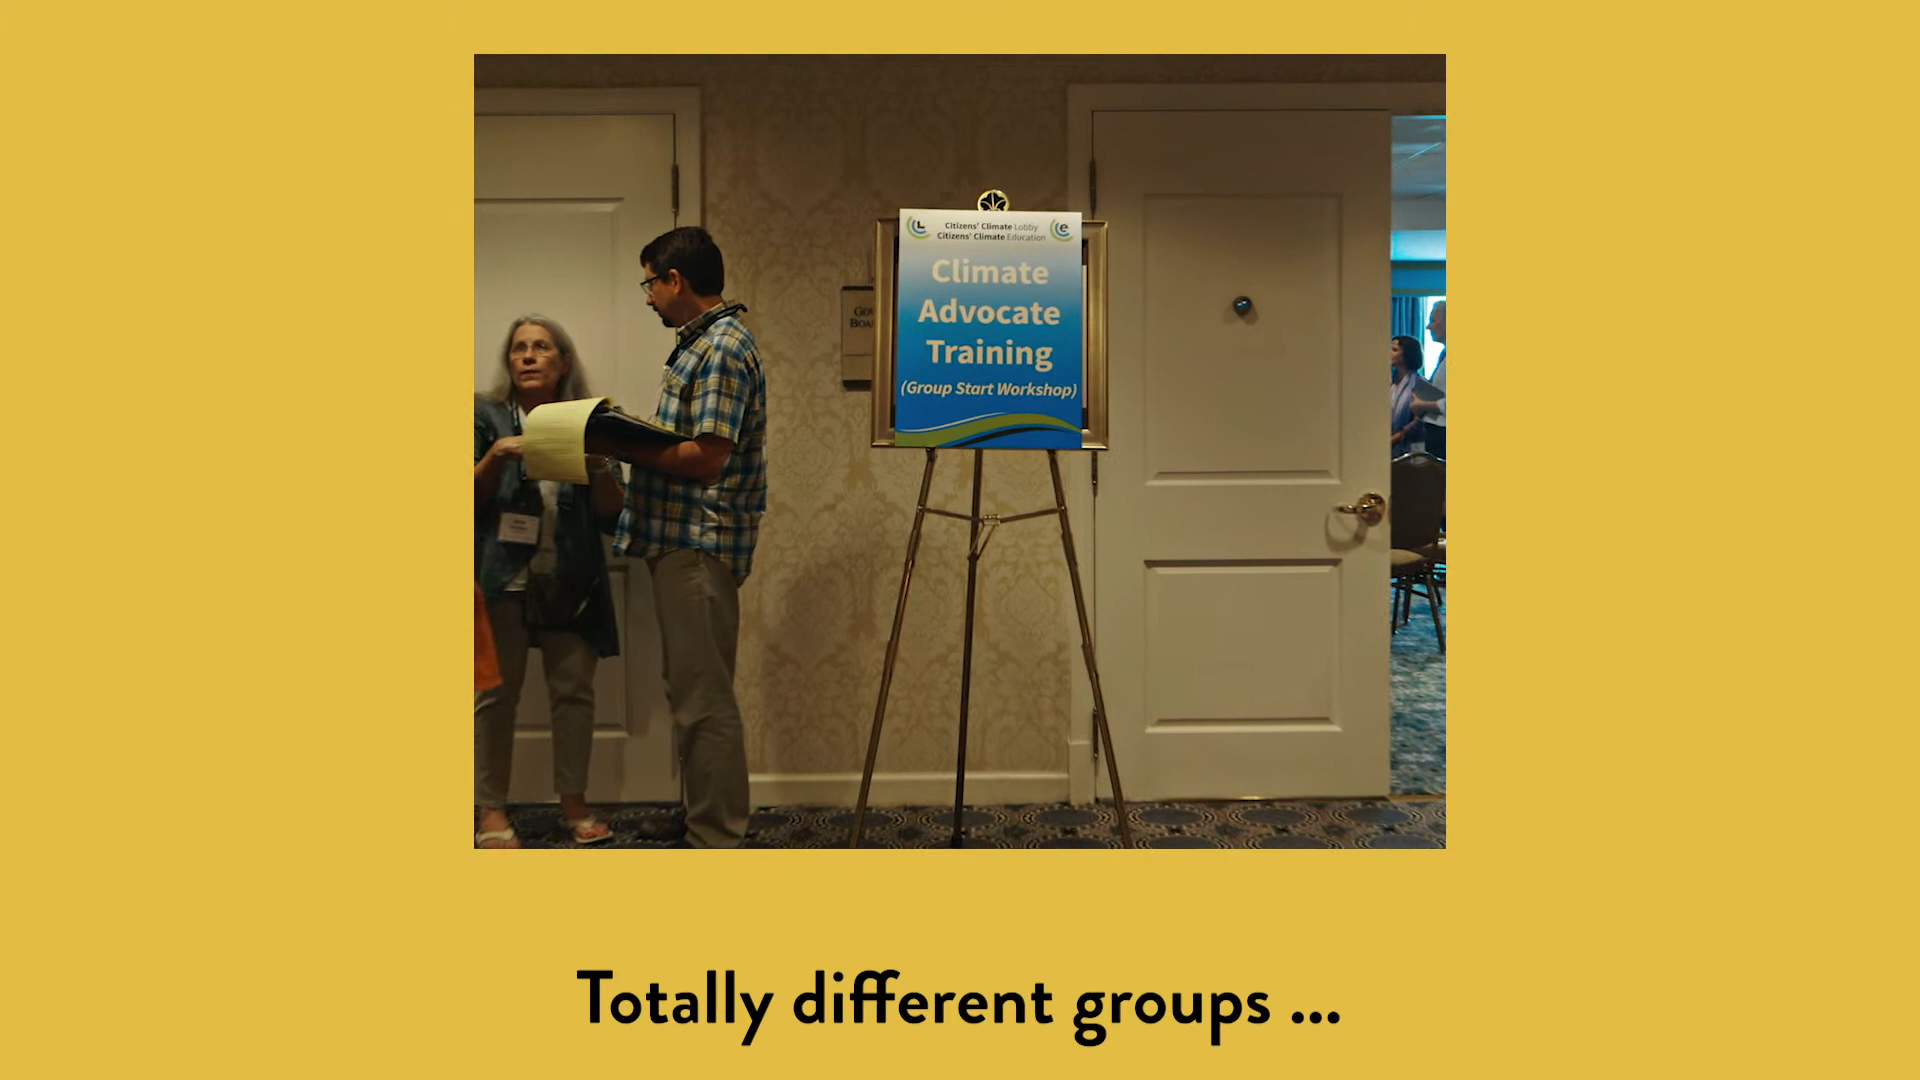 Citizens' Climate Lobby
Citizens' Climate Education
Climate
Advocate
Training
(Group Start Workshop)
Totally different groups ...